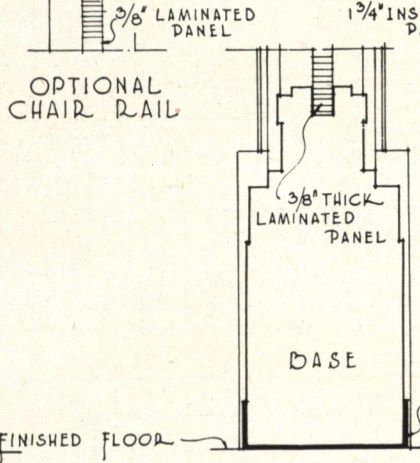 3/8" LAMINATED
PANEL
1 3/4" INS
OPTIONAL
CHAIR RAIL
3/8" THICK
LAMINATED
PANEL
BASE
FINISHED FLOOR